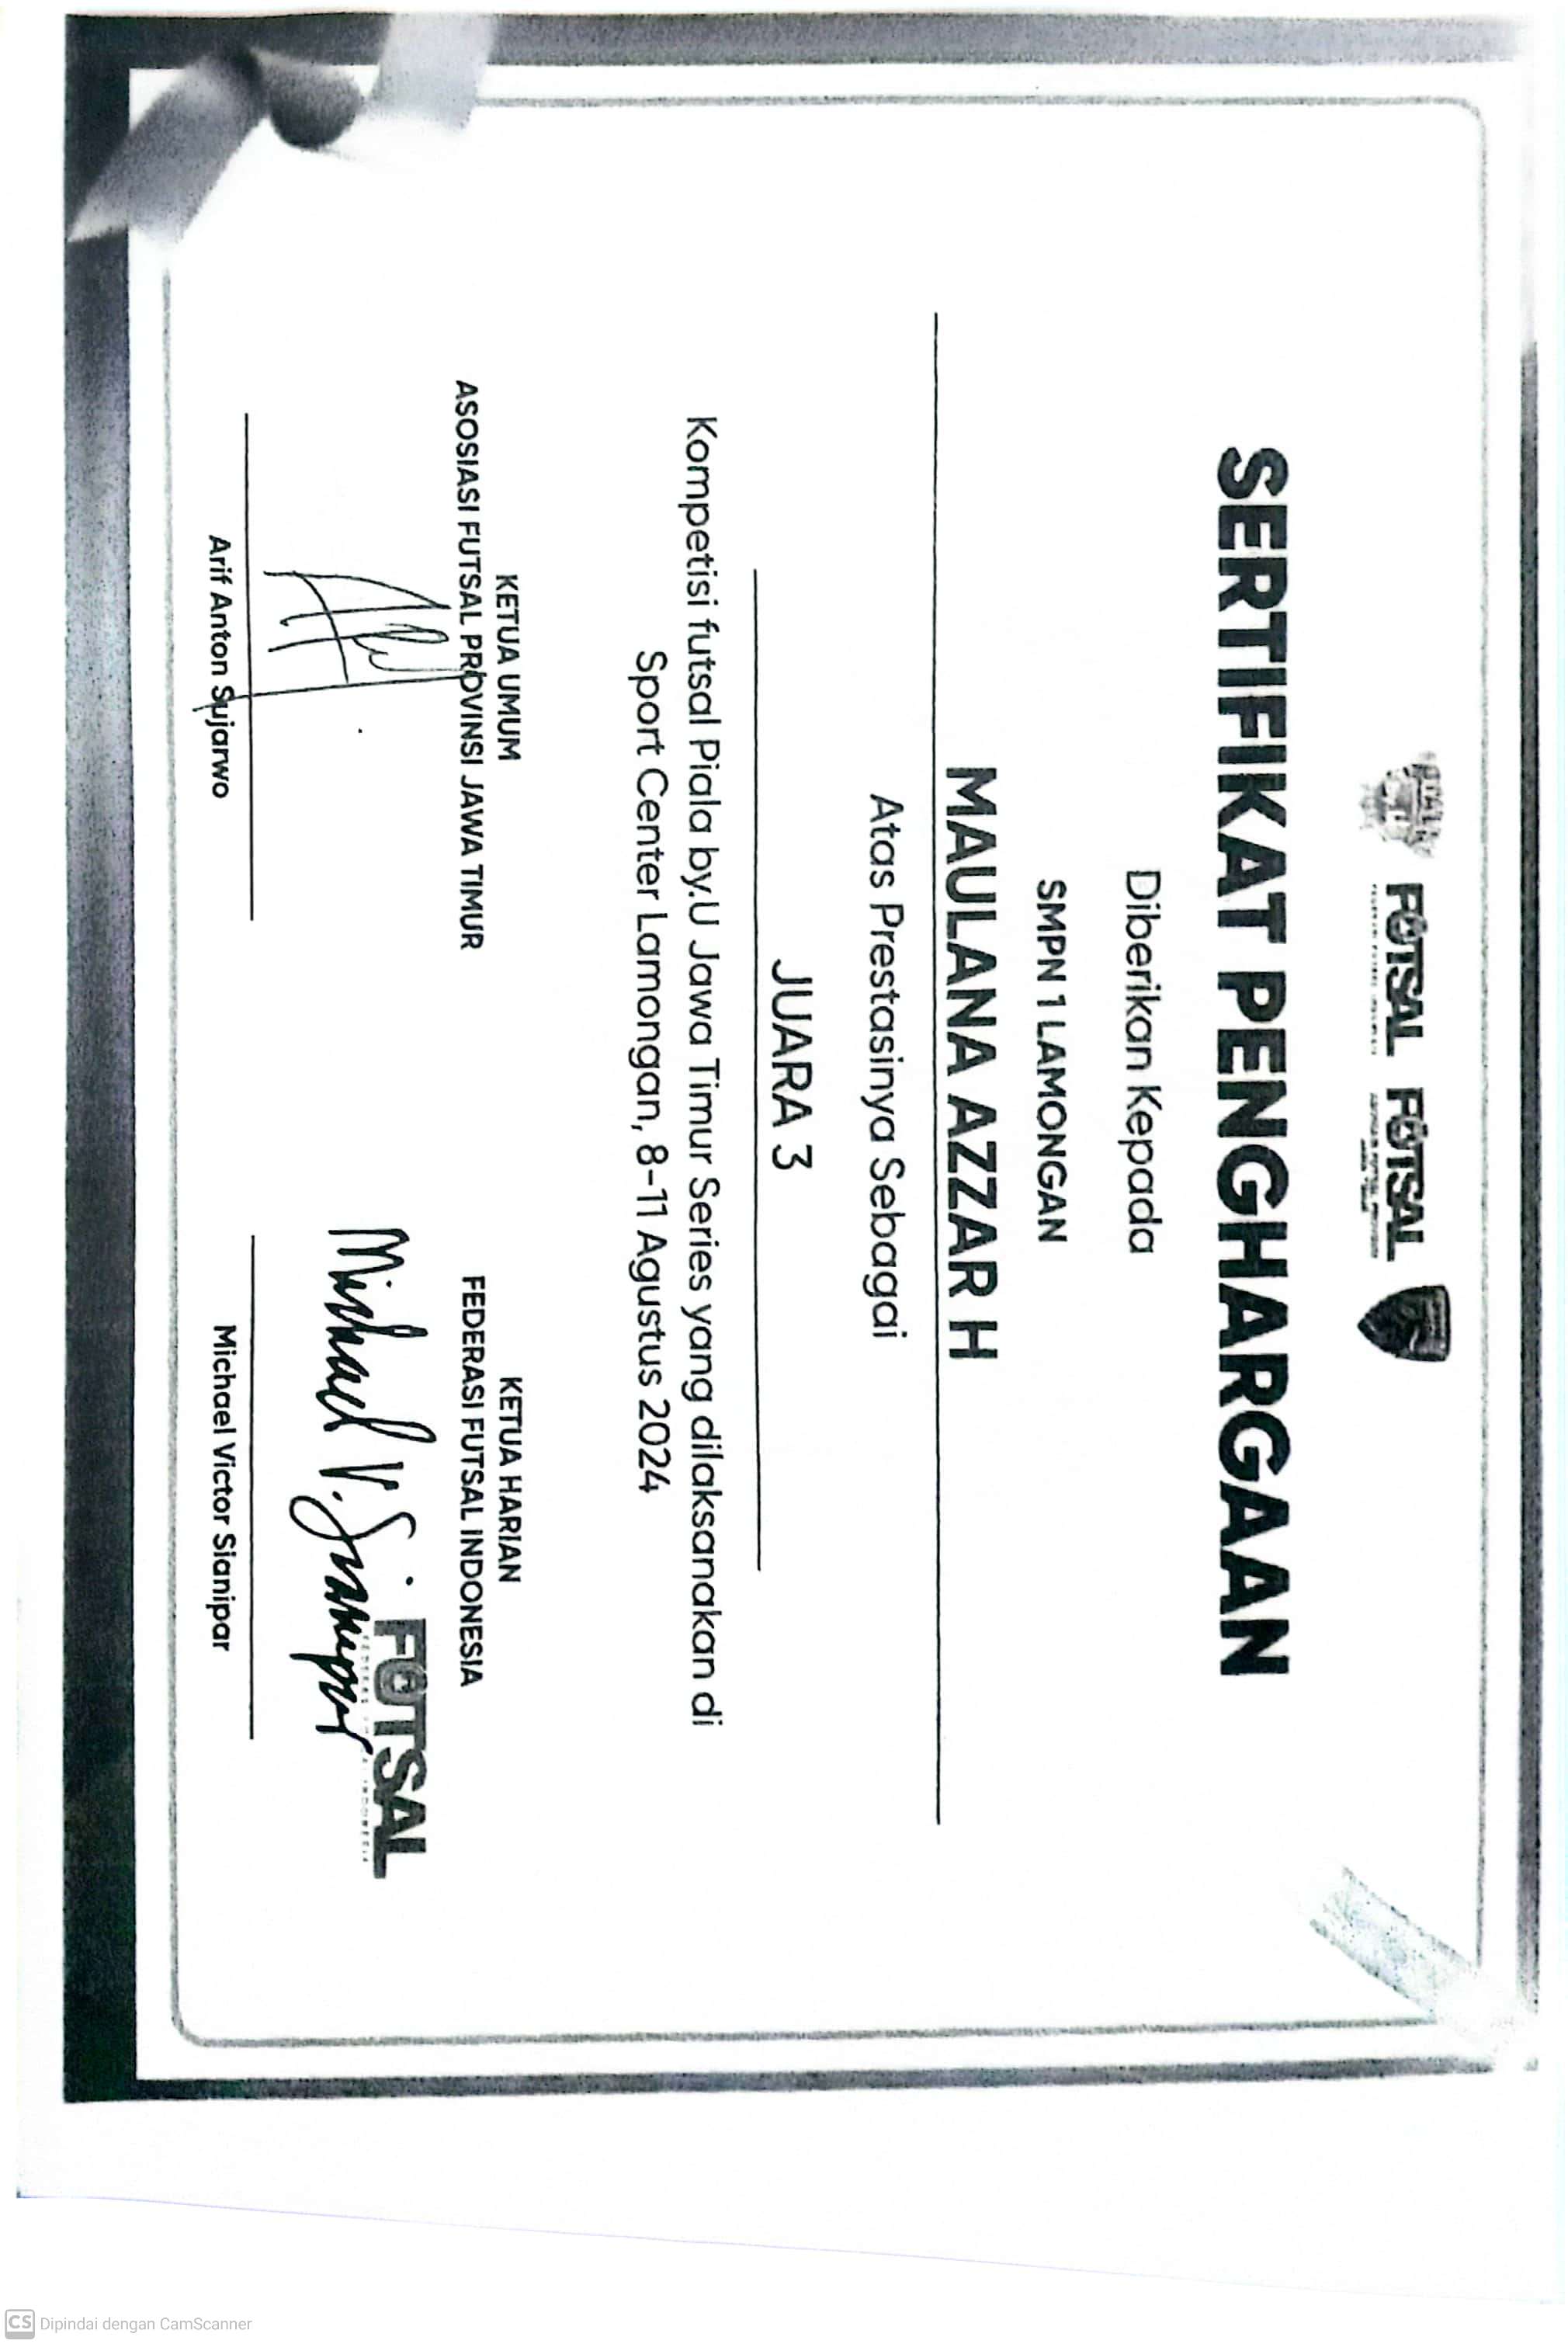 FUTSAL FUTSAL
SERTIFIKAT PENGHARGAAN
Diberikan Kepada
SMPN 1 LAMONGAN
MAULANA AZZAR H
Atas Prestasinya Sebagai
JUARA 3
Kompetisi futsal Piala by.U Jawa Timur Series yang dilaksanakan di
Sport Center Lamongan, 8-11 Agustus 2024
KETUA UMUM
ASOSIASI FUTSAL PROVINSI JAWA TIMUR
Arif Anton Sujarwo
KETUA HARIAN
FEDERASI FUTSAL INDONESIA
Michael V. Sianipar
FUTSAL
Michael Victor Sianipar
CS Dipindai dengan CamScanner